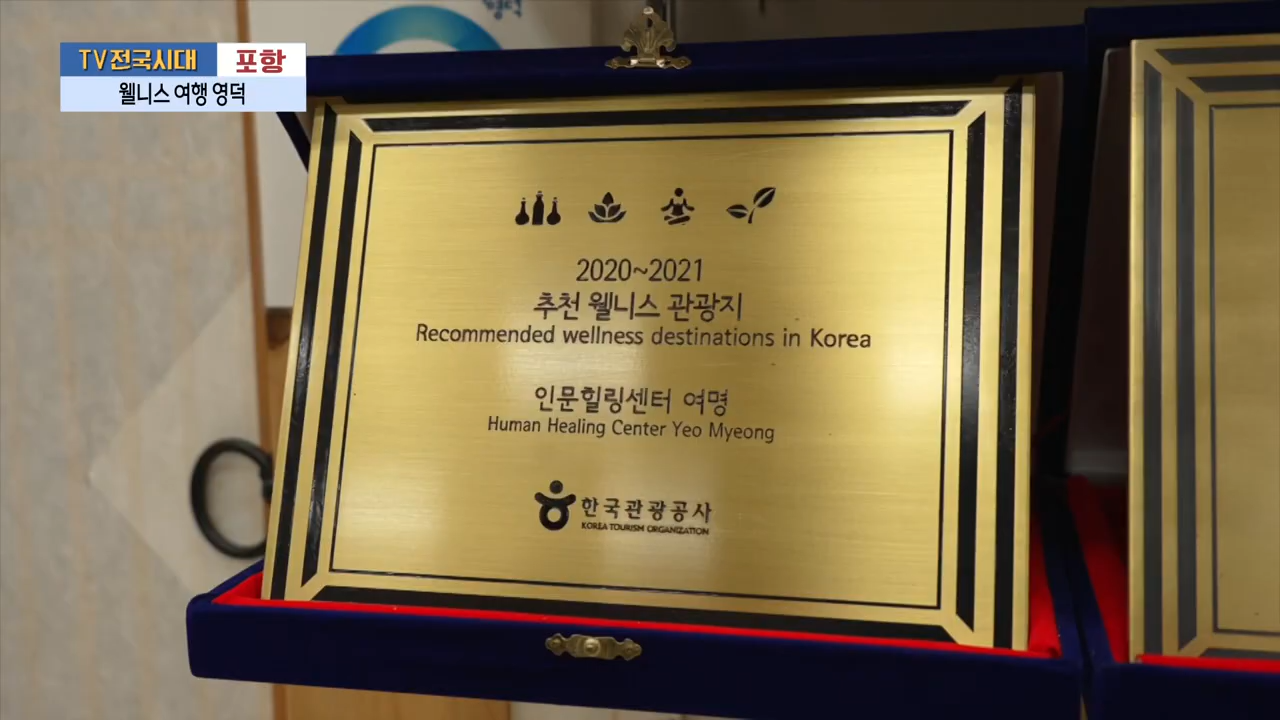 영덕
TV전국시대 포항
웰니스 여행 영덕
2020~2021
추천 웰니스 관광지
Recommended wellness destinations in Korea
인문힐링센터 여명
Human Healing Center Yeo Myeong
한국관광공사
KOREA TOURISM ORGANIZATION